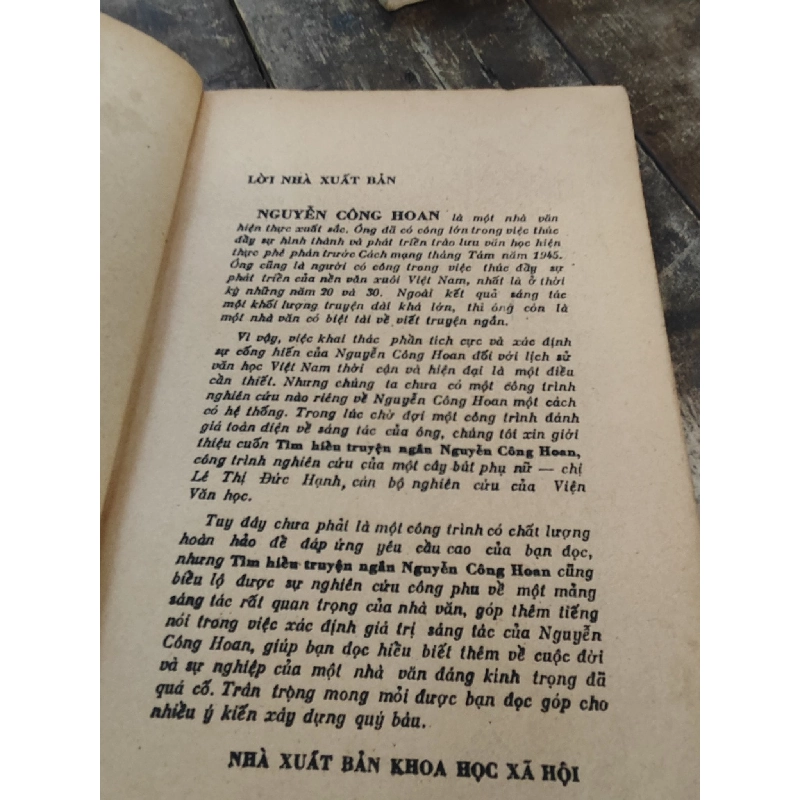 LỜI NHÀ XUẤT BẢN
NGUYỄN CÔNG HOAN là một nhà văn
hiện thực xuất sắc. Ông đã có công lớn trong việc thúc
đẩy sự hình thành và phát triển trào lưu văn học hiện
thực phê phán trước Cách mạng tháng Tám năm 1945.
Ông cũng là người có công trong việc thúc đẩy sự
phát triển của nền văn xuôi Việt Nam, nhất là ở thời
kỳ những năm 20 và 30. Ngoài kết quả sáng tác
một khối lượng truyện dài khá lớn, thì ông còn là
một nhà văn có biệt tài về viết truyện ngắn.
Vì vậy, việc khai thác phân tích cực và xác định
sự cống hiến của Nguyễn Công Hoan đối với lịch sử
văn học Việt Nam thời cận và hiện đại là một điều
cần thiết. Nhưng chúng ta chưa có một công trình
nghiên cứu nào riêng về Nguyễn Công Hoan một cách
có hệ thống. Trong lúc chờ đợi một công trình đánh
giá toàn diện về sáng tác của ông, chúng tôi xin giới
thiệu cuốn Tìm hiểu truyện ngắn Nguyễn Công Hoan,
công trình nghiên cứu của một cây bút phụ nữ — chị
Lê Thị Đức Hạnh, cán bộ nghiên cứu của Viện
Văn học.
Tuy đây chưa phải là một công trình có chất lượng
hoàn hảo để đáp ứng yêu cầu cao của bạn đọc,
nhưng Tìm hiểu truyện ngắn Nguyễn Công Hoan cũng
biểu lộ được sự nghiên cứu công phu về một mảng
sáng tác rất quan trọng của nhà văn, góp thêm tiếng
nói trong việc xác định giá trị sáng tác của Nguyễn
Công Hoan, giúp bạn đọc hiểu biết thêm về cuộc đời
và sự nghiệp của một nhà văn đáng kính trọng đã
quá cố. Trân trọng mong mỏi được bạn đọc góp cho
nhiều ý kiến xây dựng quý báu.
NHÀ XUẤT BẢN KHOA HỌC XÃ HỘI